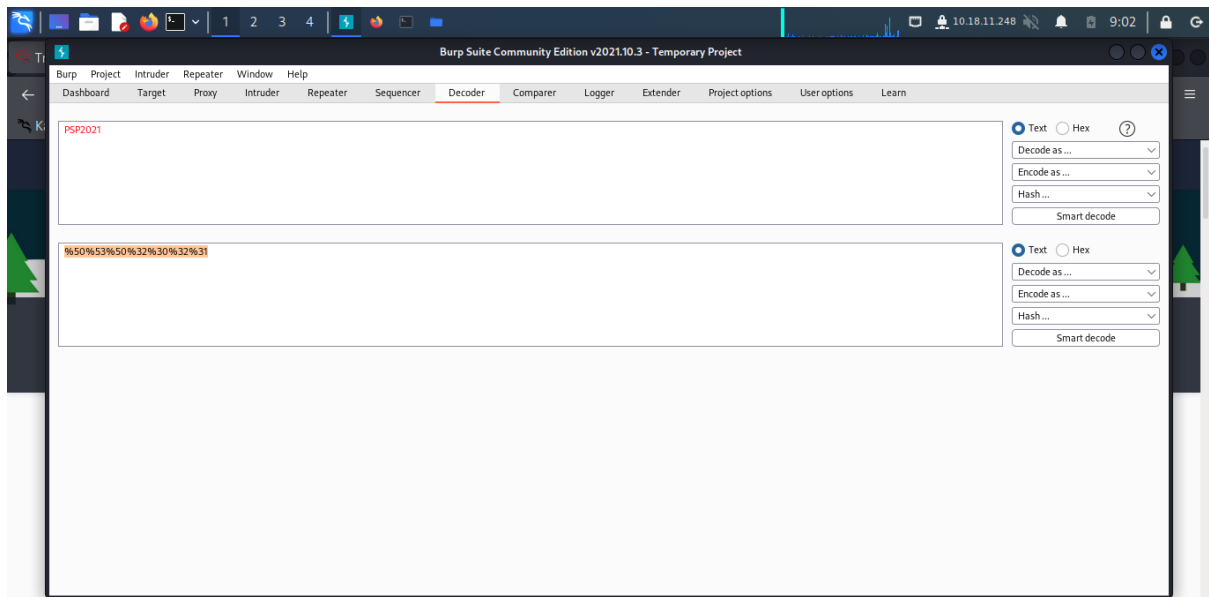 1 2 3 4 10.18.11.248 9:02
Burp Suite Community Edition v2021.10.3 - Temporary Project
Burp Project Intruder Repeater Window Help
Dashboard Target Proxy Intruder Repeater Sequencer Decoder Comparer Logger Extender Project options User options Learn
PSP2021
Text Hex ?
Decode as ...
Encode as ...
Hash ...
Smart decode
%50%53%50%32%30%32%31
Text Hex
Decode as ...
Encode as ...
Hash ...
Smart decode